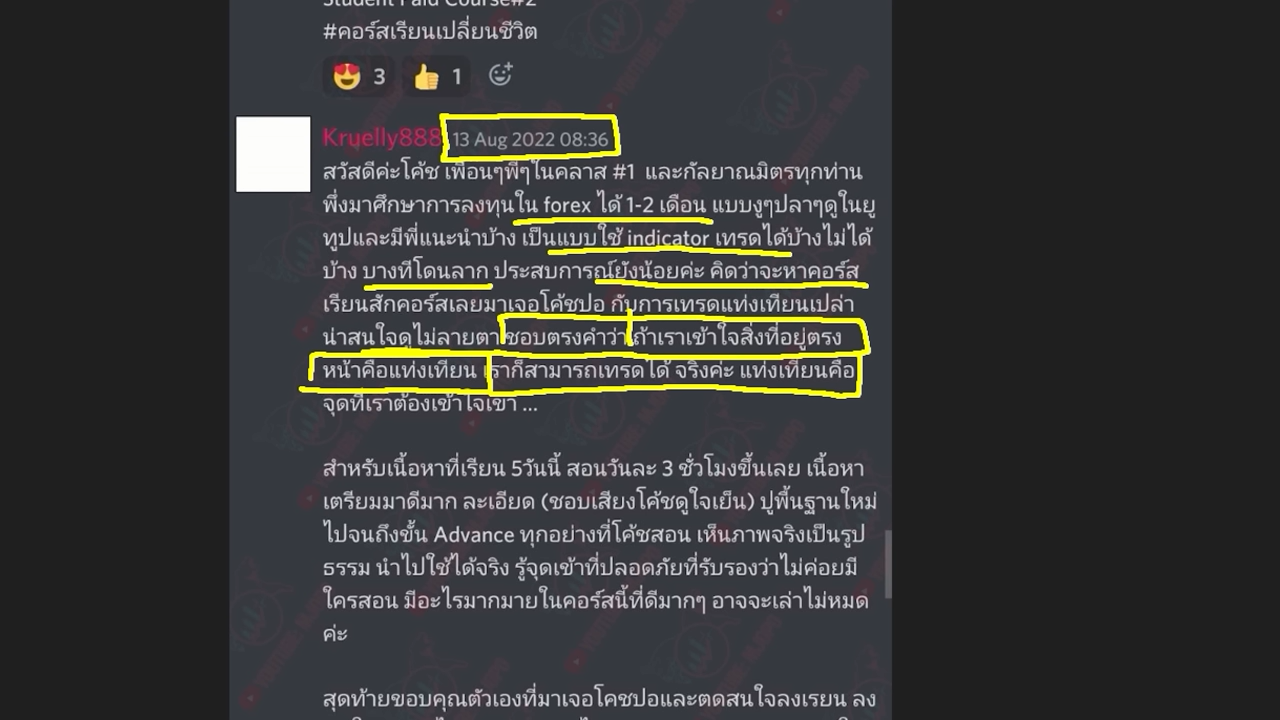 Student Paid Course#2
#คอร์สเรียนเปลี่ยนชีวิต
3 1
Kruelly888 13 Aug 2022 08:36
สวัสดีค่ะโค้ช เพื่อนๆพี่ๆในคลาส #1 และกัลยาณมิตรทุกท่าน
พึ่งมาศึกษาการลงทุนใน forex ได้ 1-2 เดือน แบบงูๆปลาๆดูในยู
ทูปและมีพี่แนะนำบ้าง เป็นแบบใช้ indicator เทรดได้บ้างไม่ได้
บ้าง บางทีโดนลาก ประสบการณ์ยังน้อยค่ะ คิดว่าจะหาคอร์ส
เรียนสักคอร์สเลยมาเจอโค้ชปอ กับการเทรดแท่งเทียนเปล่า
น่าสนใจดูไม่ลายตา ชอบตรงคำว่า ถ้าเราเข้าใจสิ่งที่อยู่ตรง
หน้าคือแท่งเทียน เราก็สามารถเทรดได้ จริงค่ะ แท่งเทียนคือ
จุดที่เราต้องเข้าใจเขา ...
สำหรับเนื้อหาที่เรียน 5วันนี้ สอนวันละ 3 ชั่วโมงขึ้นเลย เนื้อหา
เตรียมมาดีมาก ละเอียด (ชอบเสียงโค้ชดูใจเย็น) ปูพื้นฐานใหม่
ไปจนถึงขั้น Advance ทุกอย่างที่โค้ชสอน เห็นภาพจริงเป็นรูป
ธรรม นำไปใช้ได้จริง รู้จุดเข้าที่ปลอดภัยที่รับรองว่าไม่ค่อยมี
ใครสอน มีอะไรมากมายในคอร์สนี้ที่ดีมากๆ อาจจะเล่าไม่หมด
ค่ะ
สุดท้ายขอบคุณตัวเองที่มาเจอโคชปอและตดสนใจลงเรยน ลง